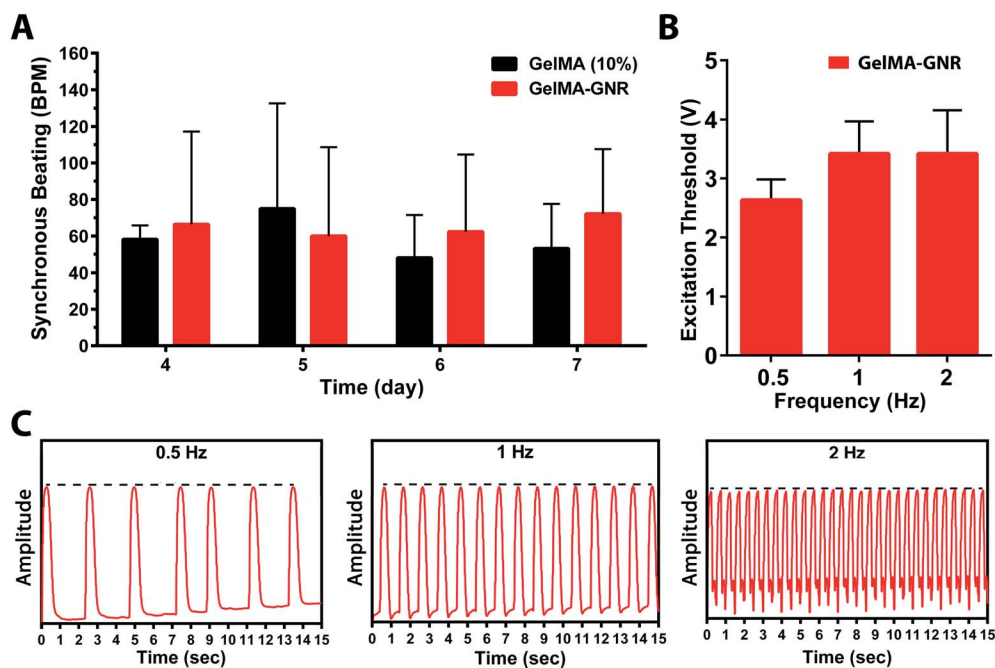 A
Synchronous Beating (BPM)
160
140
120
100
80
60
40
20
0
GelMA (10%)
GelMA-GNR
4
5
6
7
Time (day)
B
Excitation Threshold (V)
5
4
3
2
1
0
GelMA-GNR
0.5
1
2
Frequency (Hz)
C
0.5 Hz
Amplitude
0 1 2 3 4 5 6 7 8 9 10 11 12 13 14 15
Time (sec)
1 Hz
Amplitude
0 1 2 3 4 5 6 7 8 9 10 11 12 13 14 15
Time (sec)
2 Hz
Amplitude
0 1 2 3 4 5 6 7 8 9 10 11 12 13 14 15
Time (sec)